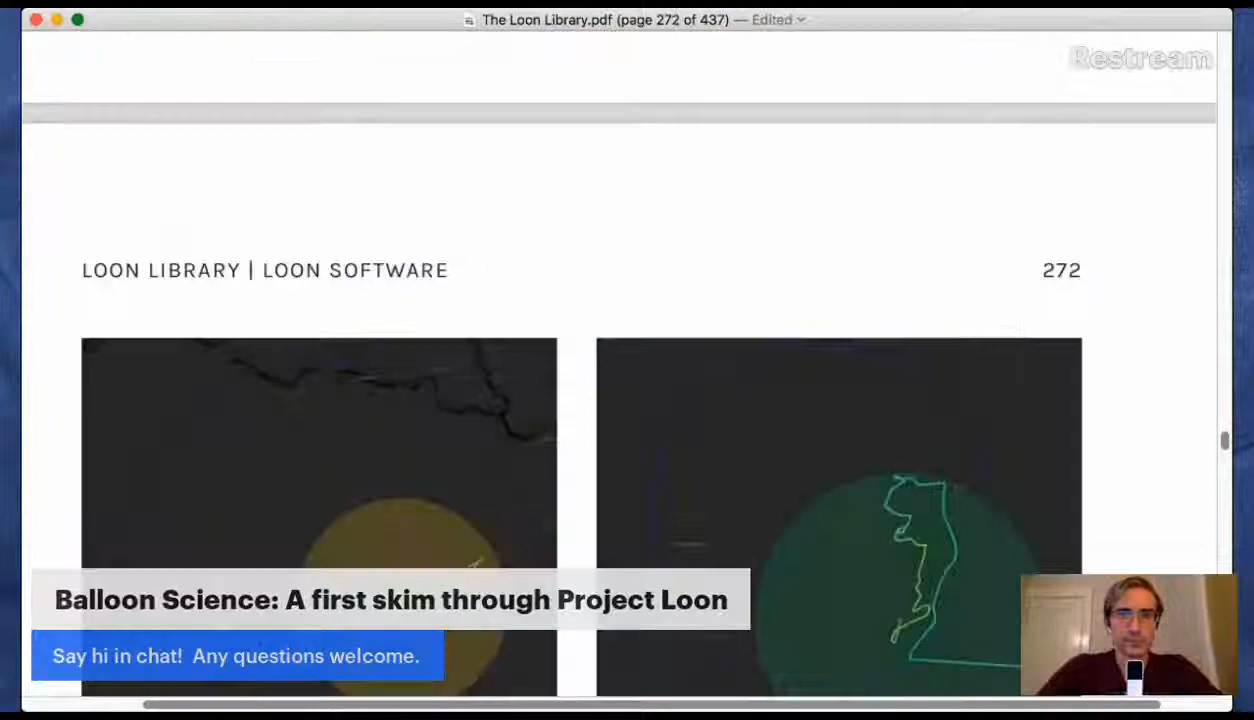 The Loon Library.pdf (page 272 of 437) — Edited
Restream
LOON LIBRARY | LOON SOFTWARE
272
Balloon Science: A first skim through Project Loon
Say hi in chat! Any questions welcome.